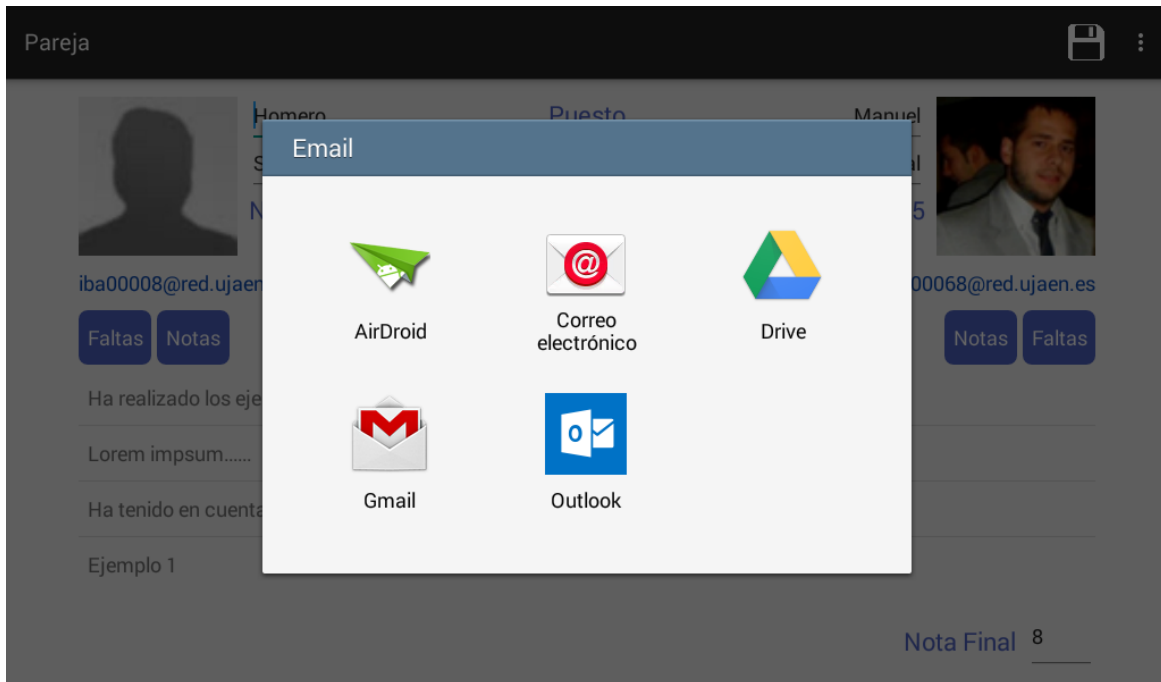 Pareja
Homero
Puesto
Manuel
Email
5
iba00008@red.ujaen
00068@red.ujaen.es
AirDroid
Correo
electrónico
Drive
Faltas
Notas
Notas
Faltas
Ha realizado los eje
Lorem impsum......
Gmail
Outlook
Ha tenido en cuenta
Ejemplo 1
Nota Final 8